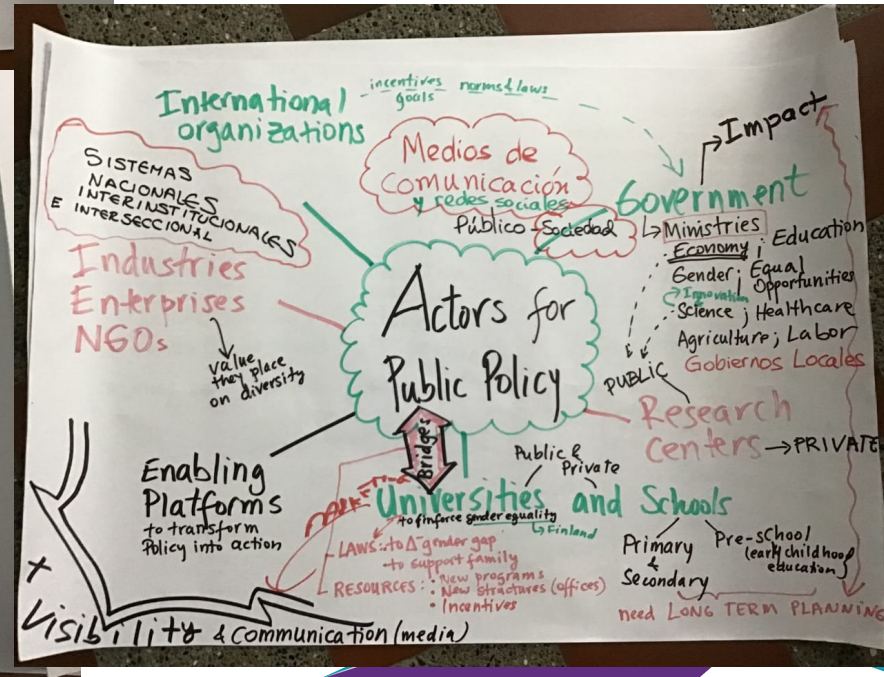 International
organizations
incentives
goals
norms & laws
SISTEMAS
NACIONALES
INTERINSTITUCIONALES
E INTERSECCIONAL
Medios de
Comunicación
y redes sociales
Público - Sociedad
Impact
Government
Ministries
Economy ; Education
Gender ; Equal
Opportunities
Innovation
Science ; Healthcare
Agriculture ; Labor
Gobiernos Locales
Industries
Enterprises
NGOs
value
they place
on diversity
Actors for
Public Policy
PUBLIC
Research
Centers → PRIVATE
Bridges
Enabling
Platforms
to transform
Policy into action
Public &
Private
Universities and Schools
to finforce gender equality
Finland
LAWS: to Δ gender gap
to support family
RESOURCES: • New programs
• New structures (offices)
• Incentives
Primary
&
Secondary
Pre-school
(early childhood
education)
need LONG TERM PLANNING
+
Visibility & communication (media)